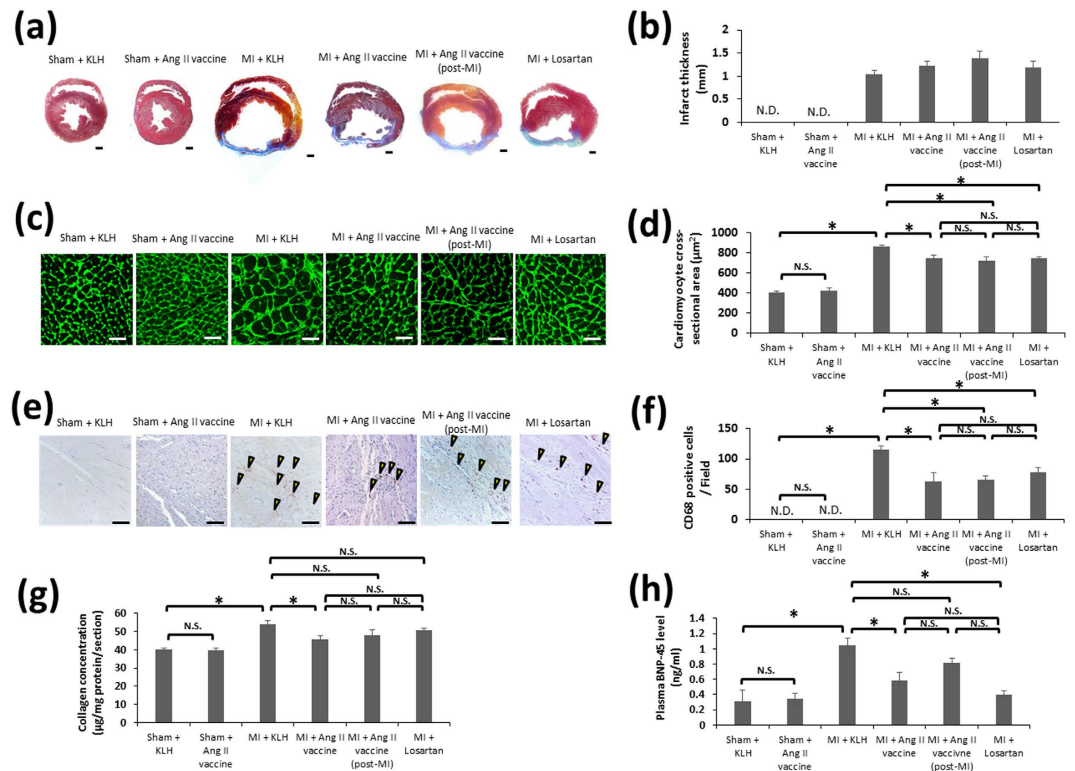 (a)
Sham + KLH
Sham + Ang II vaccine
MI + KLH
MI + Ang II vaccine
MI + Ang II vaccine
(post-MI)
MI + Losartan
(b)
Infarct thickness
(mm)
2
1.5
1
0.5
0
N.D.
N.D.
Sham +
KLH
Sham +
Ang II
vaccine
MI + KLH
MI + Ang II
vaccine
MI + Ang II
vaccine
(post-MI)
MI +
Losartan
(c)
Sham + KLH
Sham + Ang II vaccine
MI + KLH
MI + Ang II vaccine
MI + Ang II vaccine
(post-MI)
MI + Losartan
(d)
Cardiomyocyte cross-
sectional area (μm²)
1000
800
600
400
200
0
*
*
*
*
N.S.
N.S.
N.S.
N.S.
Sham +
KLH
Sham +
Ang II
vaccine
MI + KLH
MI + Ang II
vaccine
MI + Ang II
vaccine
(post-MI)
MI +
Losartan
(e)
Sham + KLH
Sham + Ang II vaccine
MI + KLH
MI + Ang II vaccine
MI + Ang II vaccine
(post-MI)
MI + Losartan
(f)
CD68 positive cells
/ Field
150
100
50
0
*
*
*
*
N.S.
N.S.
N.S.
N.S.
N.D.
N.D.
Sham +
KLH
Sham +
Ang II
vaccine
MI + KLH
MI + Ang II
vaccine
MI + Ang II
vaccine
(post-MI)
MI +
Losartan
(g)
Collagen concentration
(μg/mg protein/section)
60
50
40
30
20
10
0
N.S.
N.S.
*
*
N.S.
N.S.
N.S.
N.S.
Sham +
KLH
Sham +
Ang II
vaccine
MI + KLH
MI + Ang II
vaccine
MI + Ang II
vaccine
(post-MI)
MI +
Losartan
(h)
Plasma BNP-45 level
(ng/ml)
1.2
1
0.8
0.6
0.4
0.2
0
*
N.S.
*
*
N.S.
N.S.
N.S.
N.S.
Sham +
KLH
Sham +
Ang II
vaccine
MI + KLH
MI + Ang II
vaccine
MI + Ang II
vaccivne
(post-MI)
MI +
Losartan